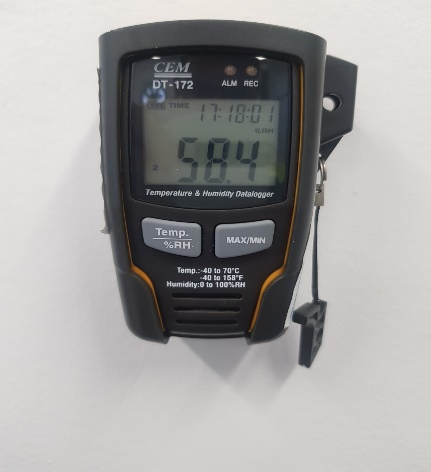 CEM
DT-172
ALM REC
TIME
17:18:01
58.4
Temperature & Humidity Datalogger
Temp.
%RH
MAX/MIN
Temp.:-40 to 70°C
-40 to 158°F
Humidity:0 to 100%RH